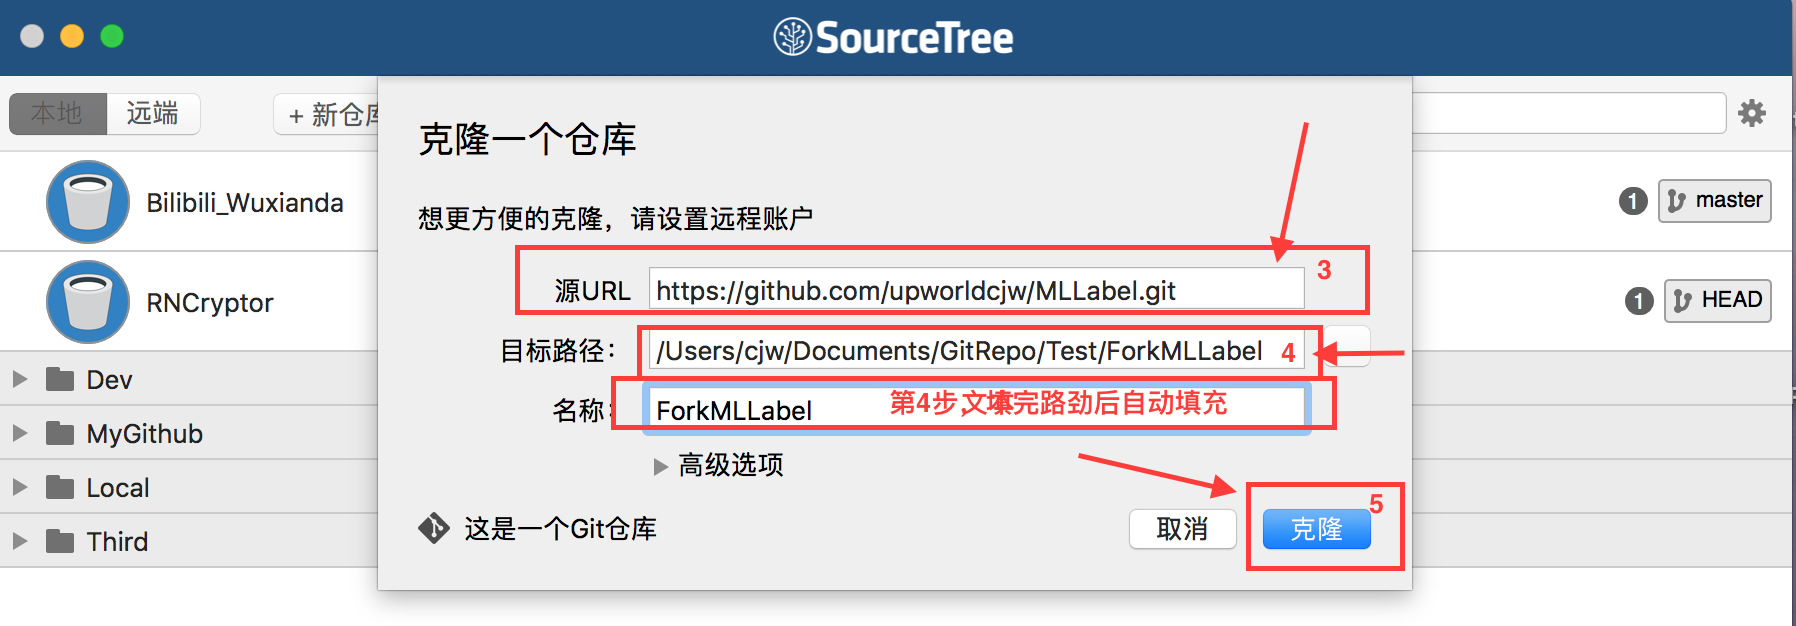 SourceTree
本地
远端
+ 新仓库
克隆一个仓库
想更方便的克隆，请设置远程账户
Bilibili_Wuxianda
1
master
源URL
https://github.com/upworldcjw/MLLabel.git
3
RNCryptor
1
HEAD
目标路径：
/Users/cjw/Documents/GitRepo/Test/ForkMLLabel
4
Dev
名称：
ForkMLLabel
第4步，文填完路劲后自动填充
MyGithub
高级选项
Local
5
这是一个Git仓库
取消
克隆
Third